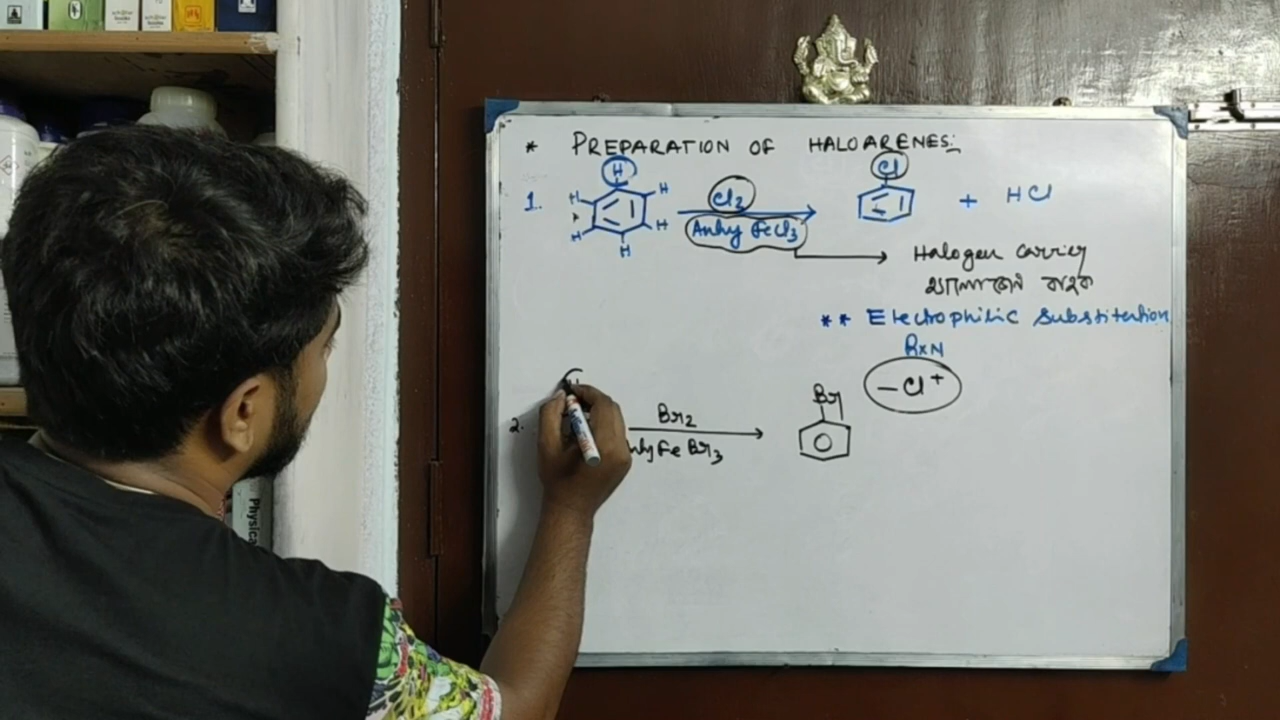 * PREPARATION OF HALOARENES:
1. H H H H H H Cl₂ Anhy FeCl₃ Cl + HCl
Halogen carrier
হ্যালোজেন বাহক
** Electrophilic Substitution
RxN
– Cl⁺
2. Br₂ Br
FeBr₃
Physica